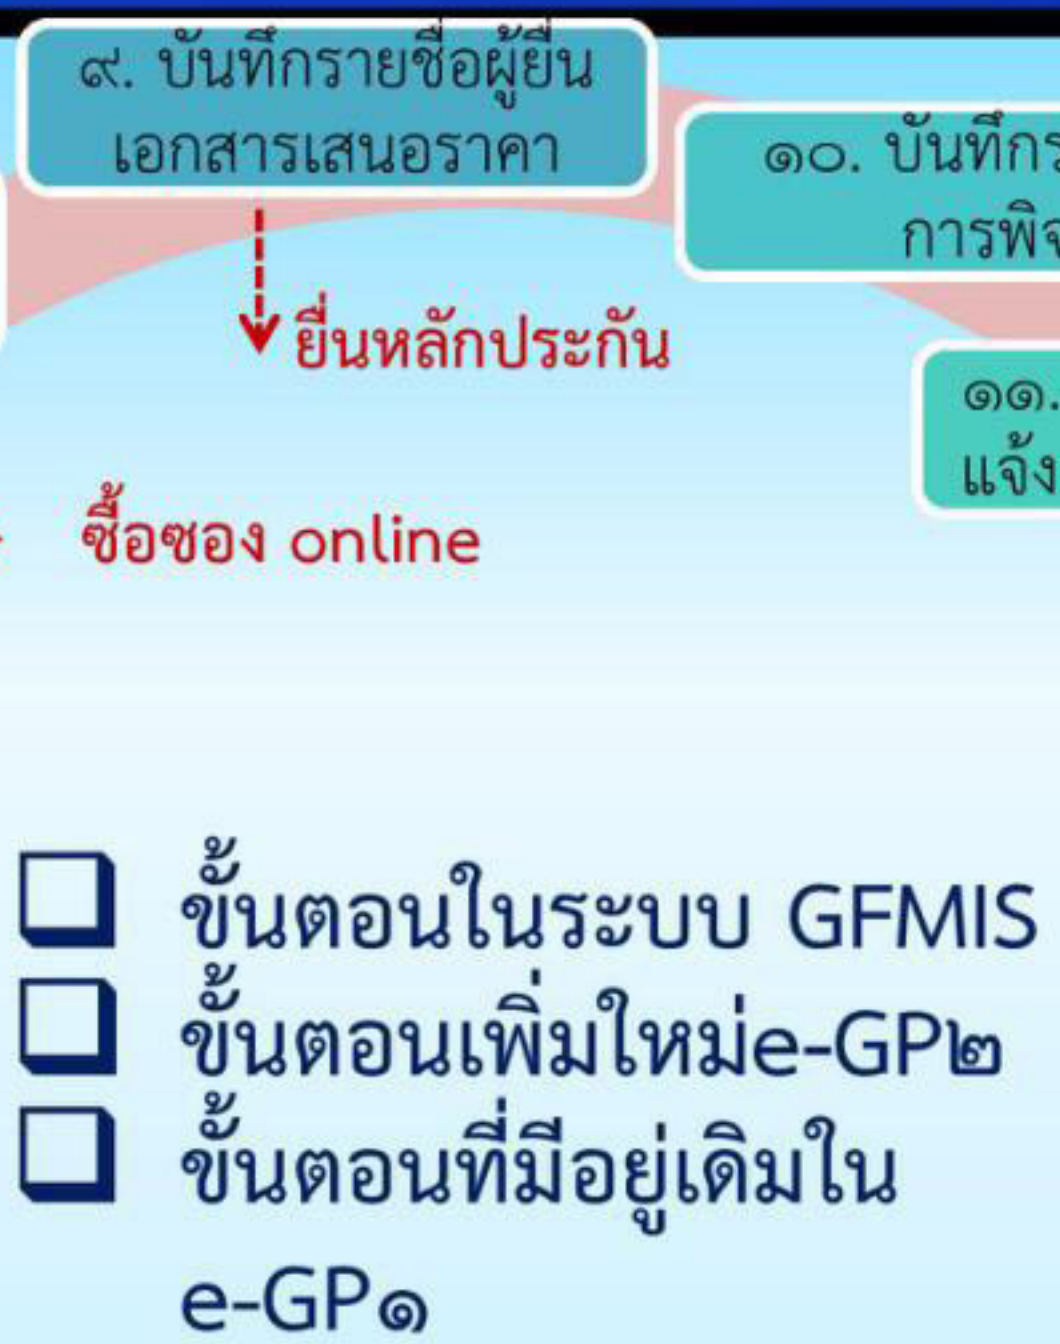 ๙. บันทึกรายชื่อผู้ยื่น
เอกสารเสนอราคา
๑๐. บันทึก
การ
ยื่นหลักประกัน
๑๑.
แจ้ง
ซื้อซอง online
ขั้นตอนในระบบ GFMIS
ขั้นตอนเพิ่มใหม่e-GP๒
ขั้นตอนที่มีอยู่เดิมใน
e-GP๑